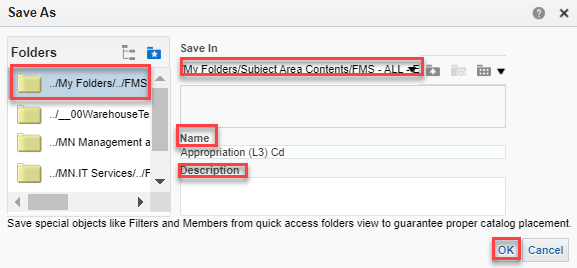 Save As
Folders
../My Folders/../FMS
../__00WarehouseTe
../MN Management a
../MN.IT Services/../F
Save In
/My Folders/Subject Area Contents/FMS - ALL - E
Name
Appropriation (L3) Cd
Description
Save special objects like Filters and Members from quick access folders view to guarantee proper catalog placement.
OK
Cancel